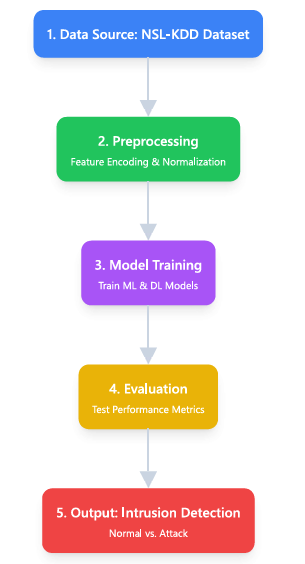 1. Data Source: NSL-KDD Dataset
2. Preprocessing
Feature Encoding & Normalization
3. Model Training
Train ML & DL Models
4. Evaluation
Test Performance Metrics
5. Output: Intrusion Detection
Normal vs. Attack